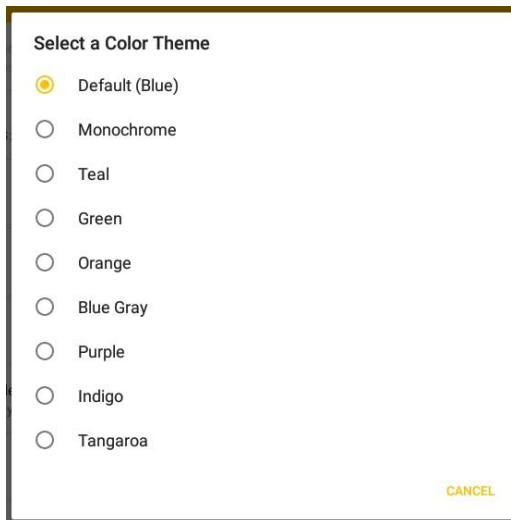 Select a Color Theme
Default (Blue)
Monochrome
Teal
Green
Orange
Blue Gray
Purple
Indigo
Tangaroa
CANCEL